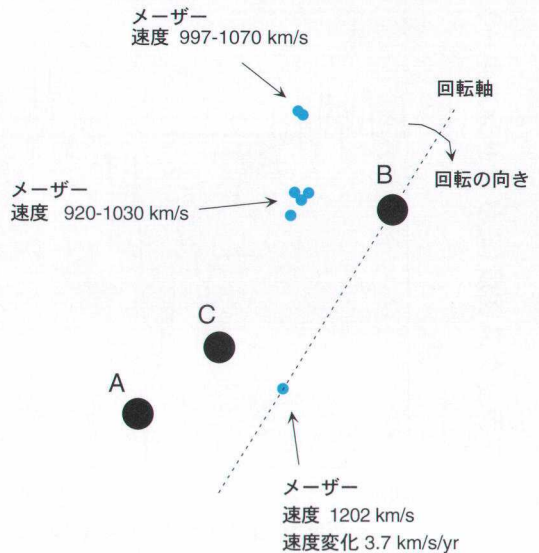 メーザー
速度 997-1070 km/s
回転軸
回転の向き
B
メーザー
速度 920-1030 km/s
C
A
メーザー
速度 1202 km/s
速度変化 3.7 km/s/yr